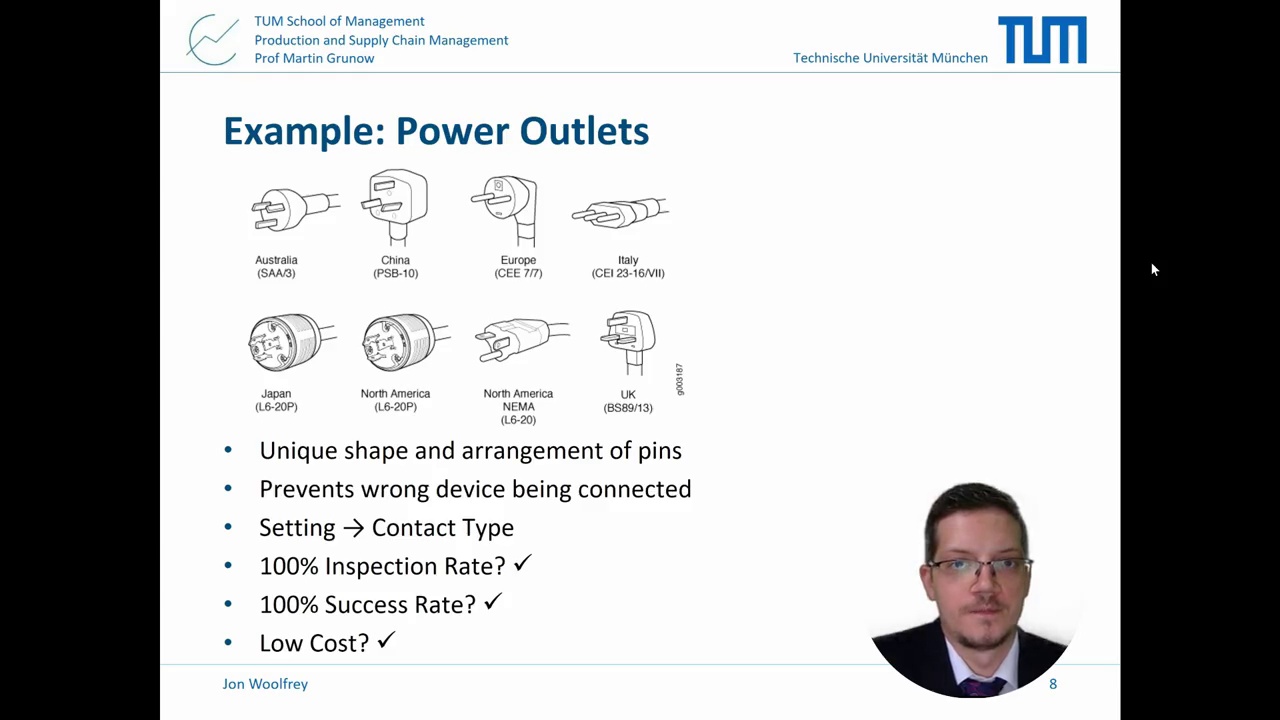 TUM School of Management
Production and Supply Chain Management
Prof Martin Grunow
Technische Universität München
TUM
Example: Power Outlets
Australia
(SAA/3)
China
(PSB-10)
Europe
(CEE 7/7)
Italy
(CEI 23-16/VII)
Japan
(L6-20P)
North America
(L6-20P)
North America
NEMA
(L6-20)
UK
(BS89/13)
g003187
• Unique shape and arrangement of pins
• Prevents wrong device being connected
• Setting → Contact Type
• 100% Inspection Rate? ✓
• 100% Success Rate? ✓
• Low Cost? ✓
Jon Woolfrey
8